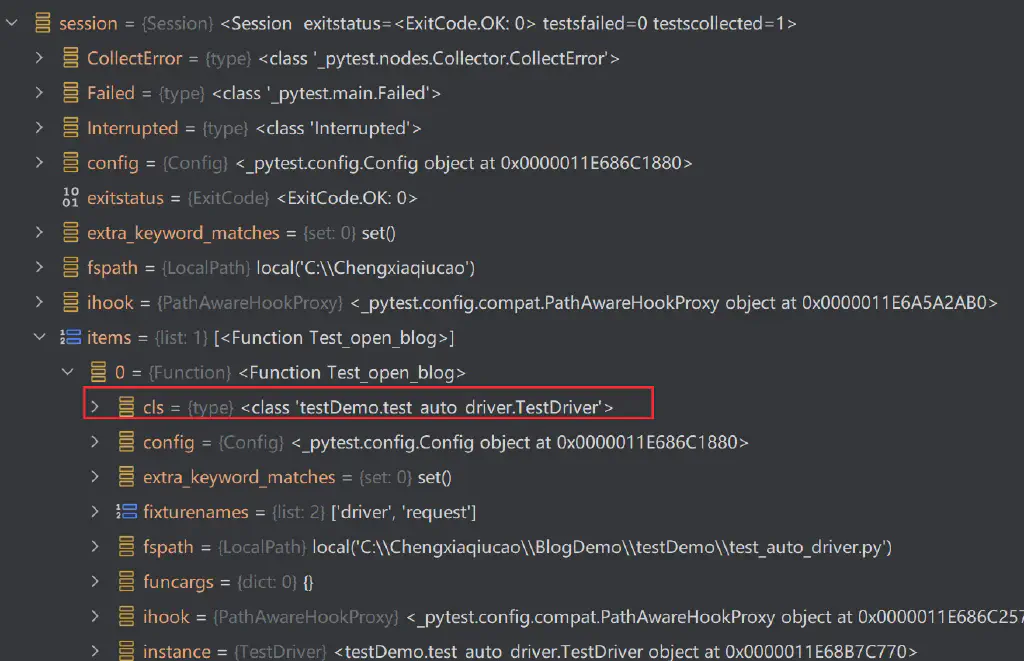 session = {Session} <Session exitstatus=<ExitCode.OK: 0> testsfailed=0 testscollected=1>
CollectError = {type} <class '_pytest.nodes.Collector.CollectError'>
Failed = {type} <class '_pytest.main.Failed'>
Interrupted = {type} <class 'Interrupted'>
config = {Config} <_pytest.config.Config object at 0x0000011E686C1880>
10 01 exitstatus = {ExitCode} <ExitCode.OK: 0>
extra_keyword_matches = {set: 0} set()
fspath = {LocalPath} local('C:\\Chengxiaqiucao')
ihook = {PathAwareHookProxy} <_pytest.config.compat.PathAwareHookProxy object at 0x0000011E6A5A2AB0>
items = {list: 1} [<Function Test_open_blog>]
0 = {Function} <Function Test_open_blog>
cls = {type} <class 'testDemo.test_auto_driver.TestDriver'>
config = {Config} <_pytest.config.Config object at 0x0000011E686C1880>
extra_keyword_matches = {set: 0} set()
fixturenames = {list: 2} ['driver', 'request']
fspath = {LocalPath} local('C:\\Chengxiaqiucao\\BlogDemo\\testDemo\\test_auto_driver.py')
funcargs = {dict: 0} {}
ihook = {PathAwareHookProxy} <_pytest.config.compat.PathAwareHookProxy object at 0x0000011E686C257
instance = {TestDriver} <testDemo.test_auto_driver.TestDriver object at 0x0000011E68B7C770>